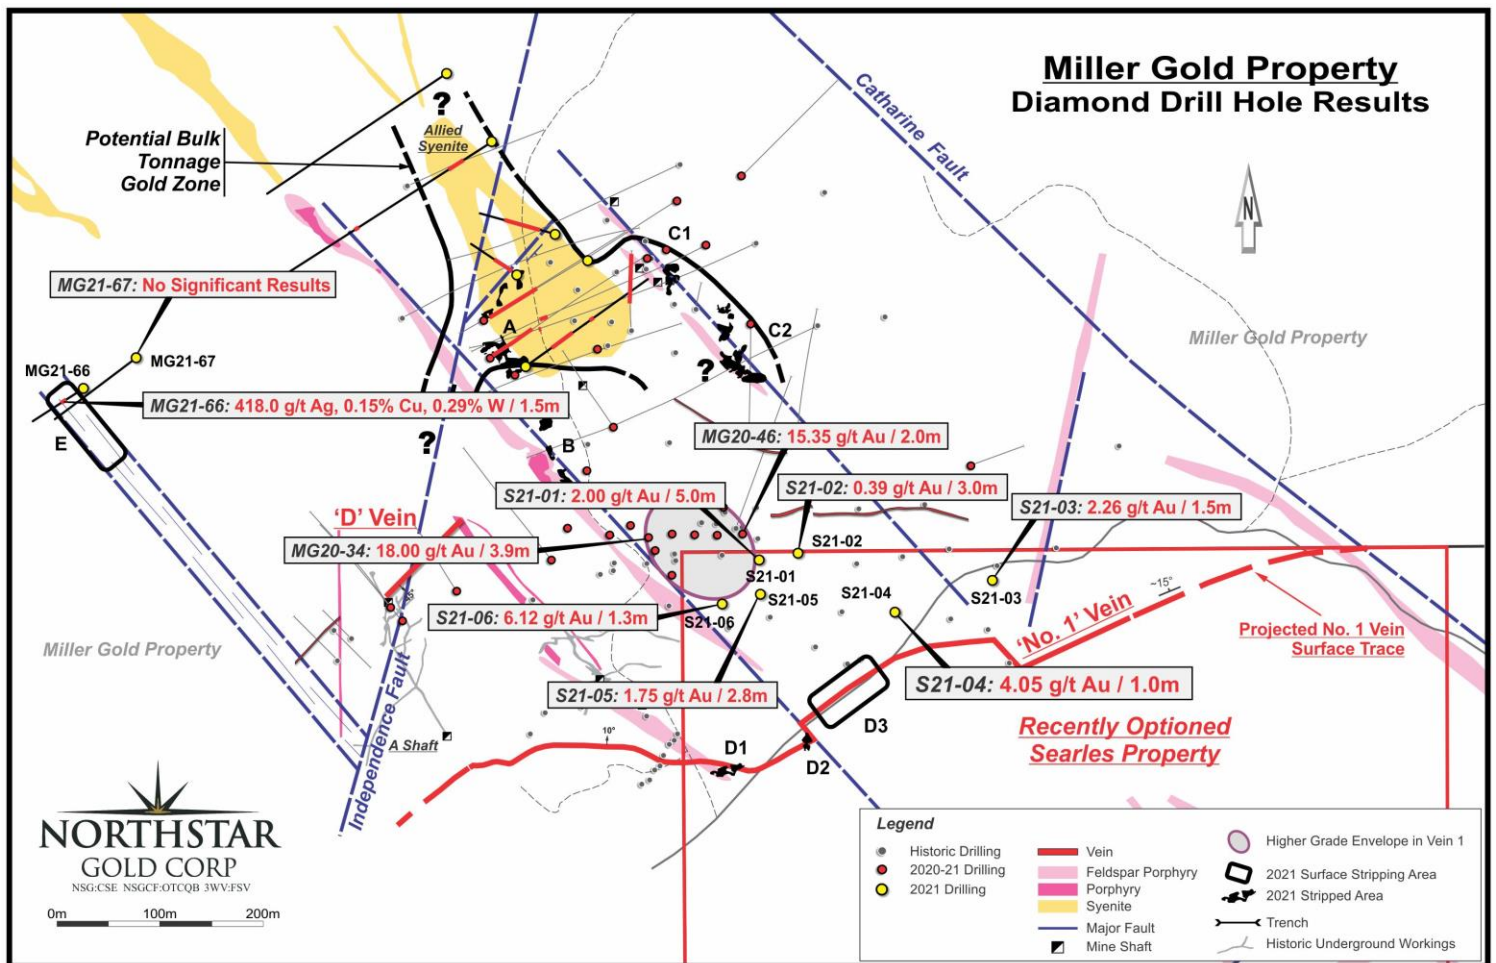 Miller Gold Property
Diamond Drill Hole Results
Potential Bulk
Tonnage
Gold Zone
?
Allied
Syenite
Catharine Fault
N
C1
C2
A
?
MG21-67: No Significant Results
Miller Gold Property
MG21-66
MG21-67
MG21-66: 418.0 g/t Ag, 0.15% Cu, 0.29% W / 1.5m
E
?
B
MG20-46: 15.35 g/t Au / 2.0m
S21-01: 2.00 g/t Au / 5.0m
S21-02: 0.39 g/t Au / 3.0m
S21-03: 2.26 g/t Au / 1.5m
'D' Vein
MG20-34: 18.00 g/t Au / 3.9m
S21-02
S21-01
S21-05
S21-04
S21-03
~15°
S21-06: 6.12 g/t Au / 1.3m
S21-06
'No. 1' Vein
Projected No. 1 Vein
Surface Trace
Miller Gold Property
S21-05: 1.75 g/t Au / 2.8m
S21-04: 4.05 g/t Au / 1.0m
Independence Fault
A Shaft
10°
D1
D2
D3
Recently Optioned
Searles Property
NORTHSTAR
GOLD CORP
NSG:CSE NSGCF:OTCQB 3WV:FSV
0m 100m 200m
Legend
Historic Drilling
2020-21 Drilling
2021 Drilling
Vein
Feldspar Porphyry
Porphyry
Syenite
Major Fault
Mine Shaft
Higher Grade Envelope in Vein 1
2021 Surface Stripping Area
2021 Stripped Area
Trench
Historic Underground Workings